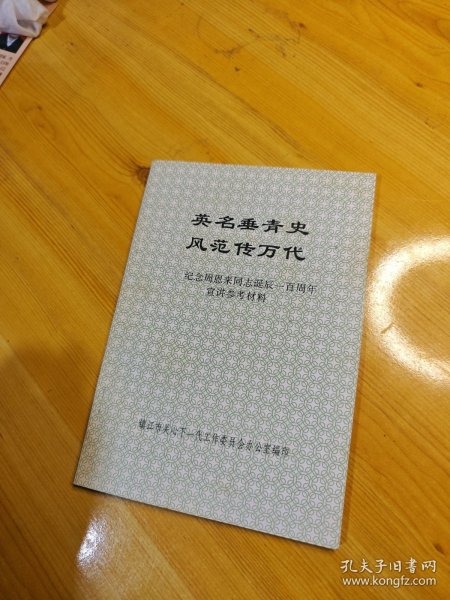 英名垂青史
风范传万代
纪念周恩来同志诞辰一百周年
宣讲参考材料
镇江市关心下一代工作委员会办公室编印
孔夫子旧书网
www.kongfz.com